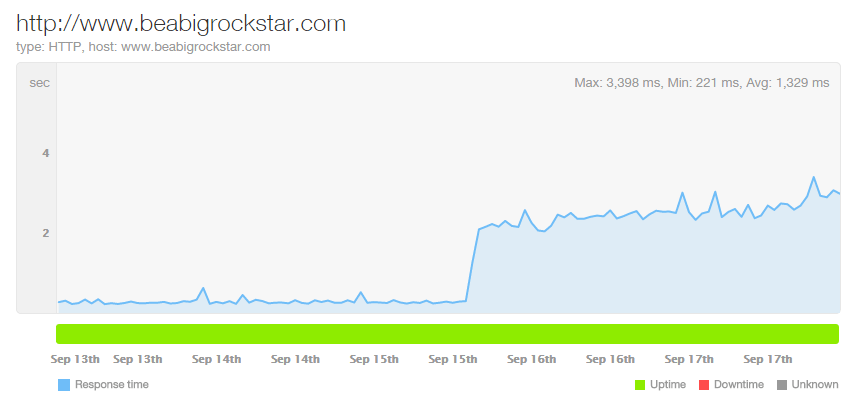 http://www.beabigrockstar.com
type: HTTP, host: www.beabigrockstar.com
sec Max: 3,398 ms, Min: 221 ms, Avg: 1,329 ms
4
2
Sep 13th Sep 13th Sep 14th Sep 14th Sep 15th Sep 15th Sep 16th Sep 16th Sep 17th Sep 17th
Response time Uptime Downtime Unknown